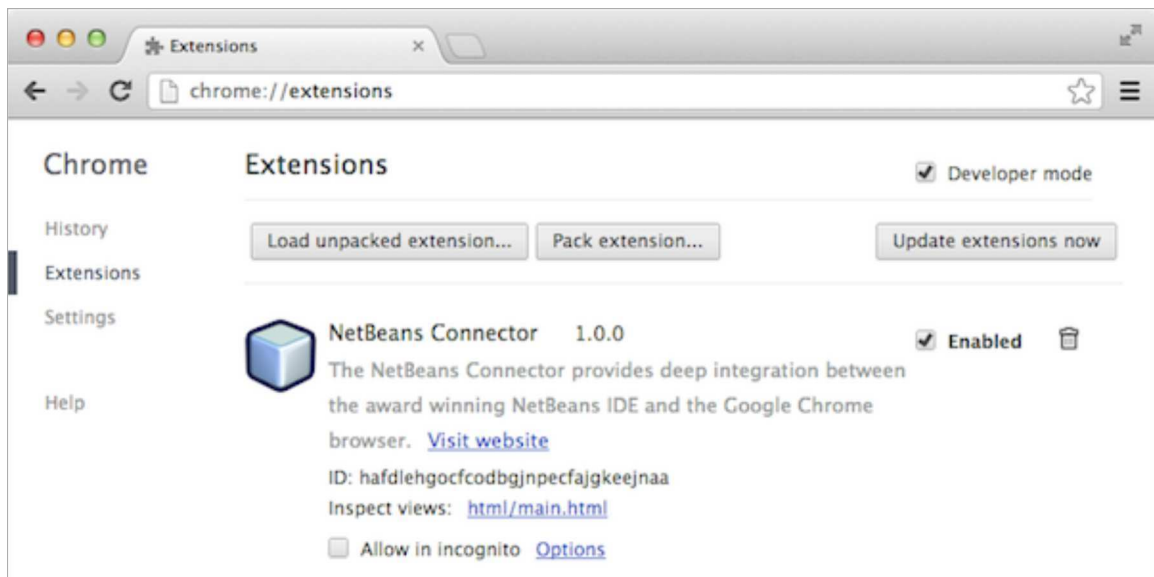 Extensions
chrome://extensions
Chrome
Extensions
Developer mode
History
Extensions
Settings
Help
Load unpacked extension...
Pack extension...
Update extensions now
NetBeans Connector 1.0.0
Enabled
The NetBeans Connector provides deep integration between
the award winning NetBeans IDE and the Google Chrome
browser. Visit website
ID: hafdlehgocfcodbgjnpecfajgkeejnaa
Inspect views: html/main.html
Allow in incognito Options